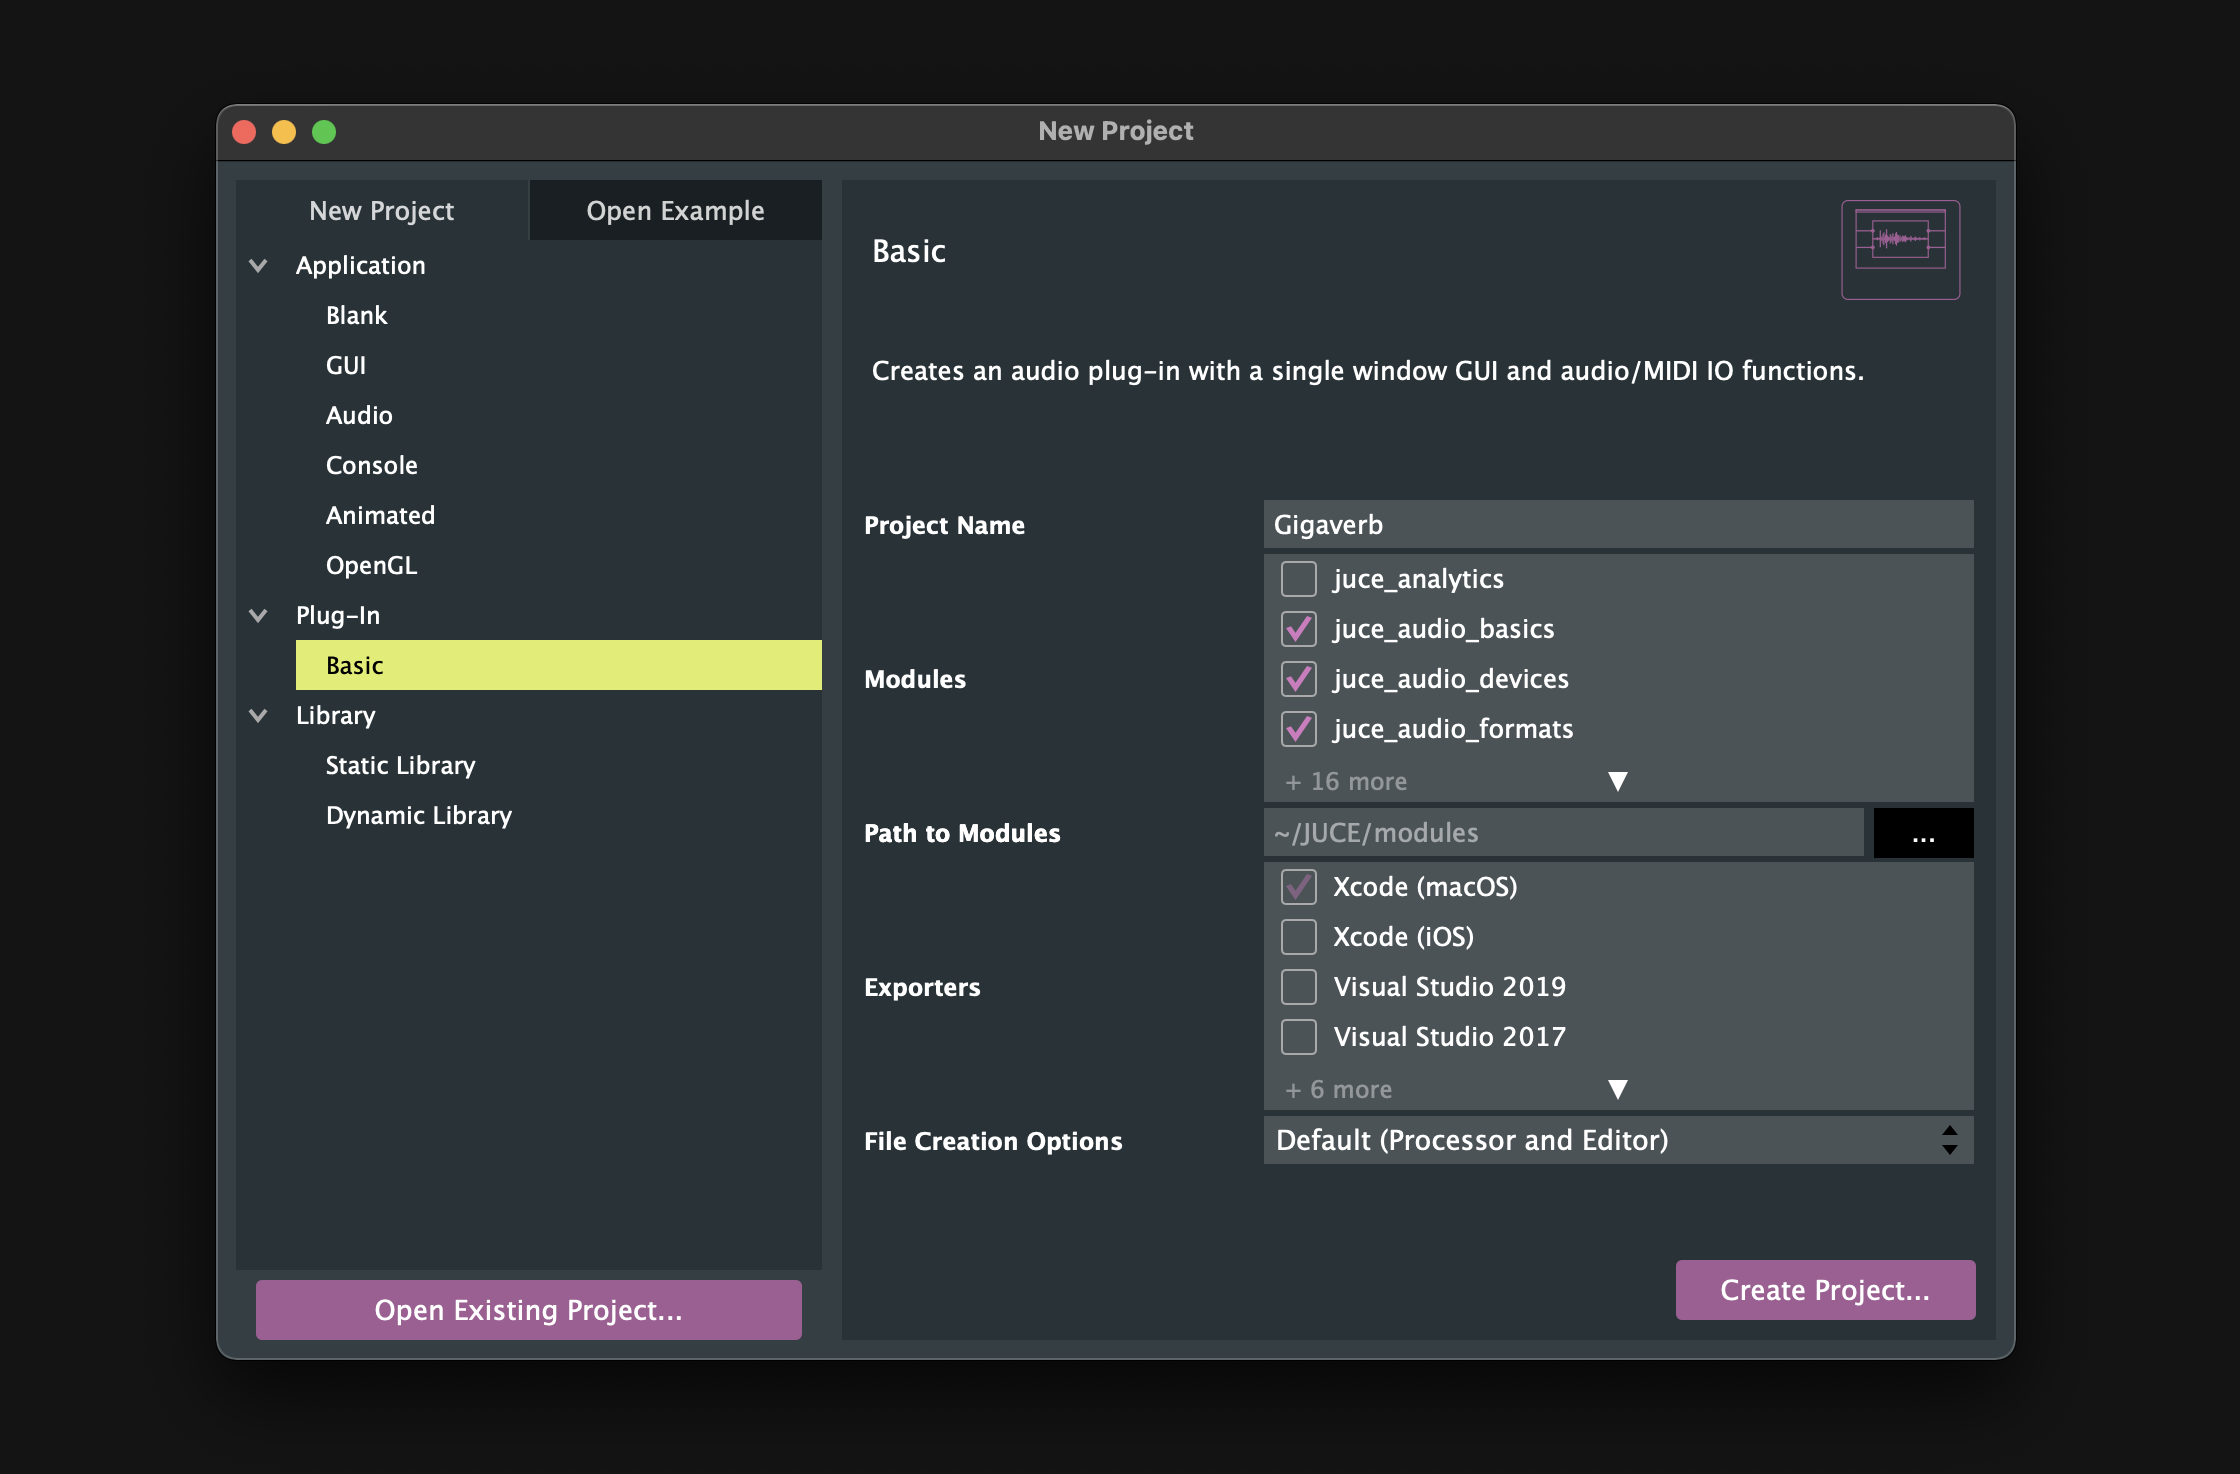 New Project
New Project
Open Example
Application
Blank
GUI
Audio
Console
Animated
OpenGL
Plug-In
Basic
Library
Static Library
Dynamic Library
Open Existing Project...
Basic
Creates an audio plug-in with a single window GUI and audio/MIDI IO functions.
Project Name
Gigaverb
Modules
juce_analytics
juce_audio_basics
juce_audio_devices
juce_audio_formats
+ 16 more
Path to Modules
~/JUCE/modules
...
Exporters
Xcode (macOS)
Xcode (iOS)
Visual Studio 2019
Visual Studio 2017
+ 6 more
File Creation Options
Default (Processor and Editor)
Create Project...